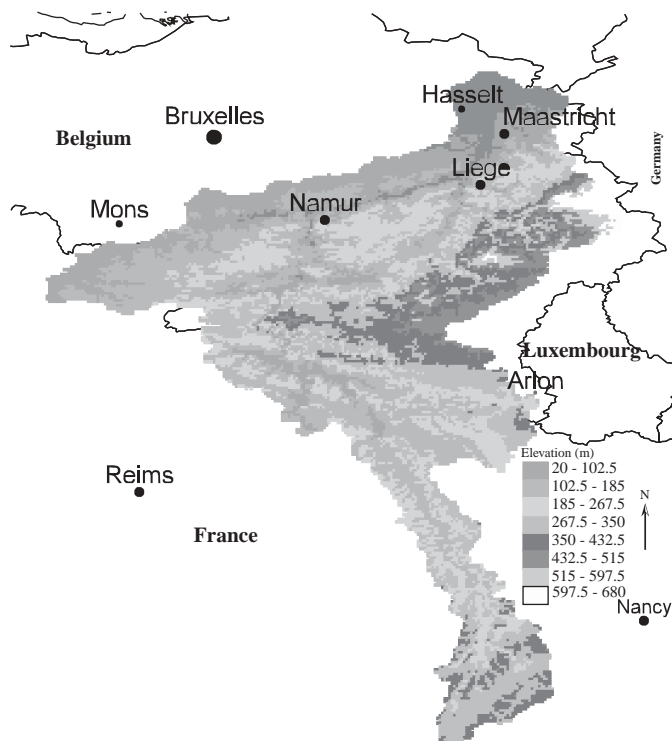 Hasselt
Bruxelles
Maastricht
Belgium
Germany
Liege
Namur
Mons
Luxembourg
Arlon
Elevation (m)
20 - 102.5
102.5 - 185
185 - 267.5
267.5 - 350
350 - 432.5
432.5 - 515
515 - 597.5
597.5 - 680
N
Reims
France
Nancy